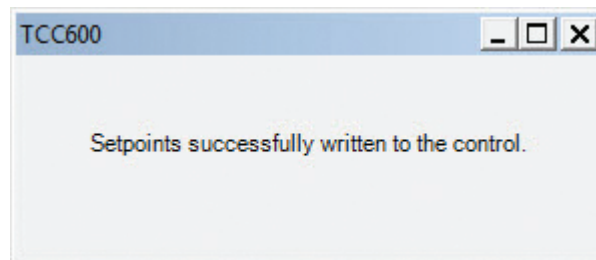 TCC600
Setpoints successfully written to the control.